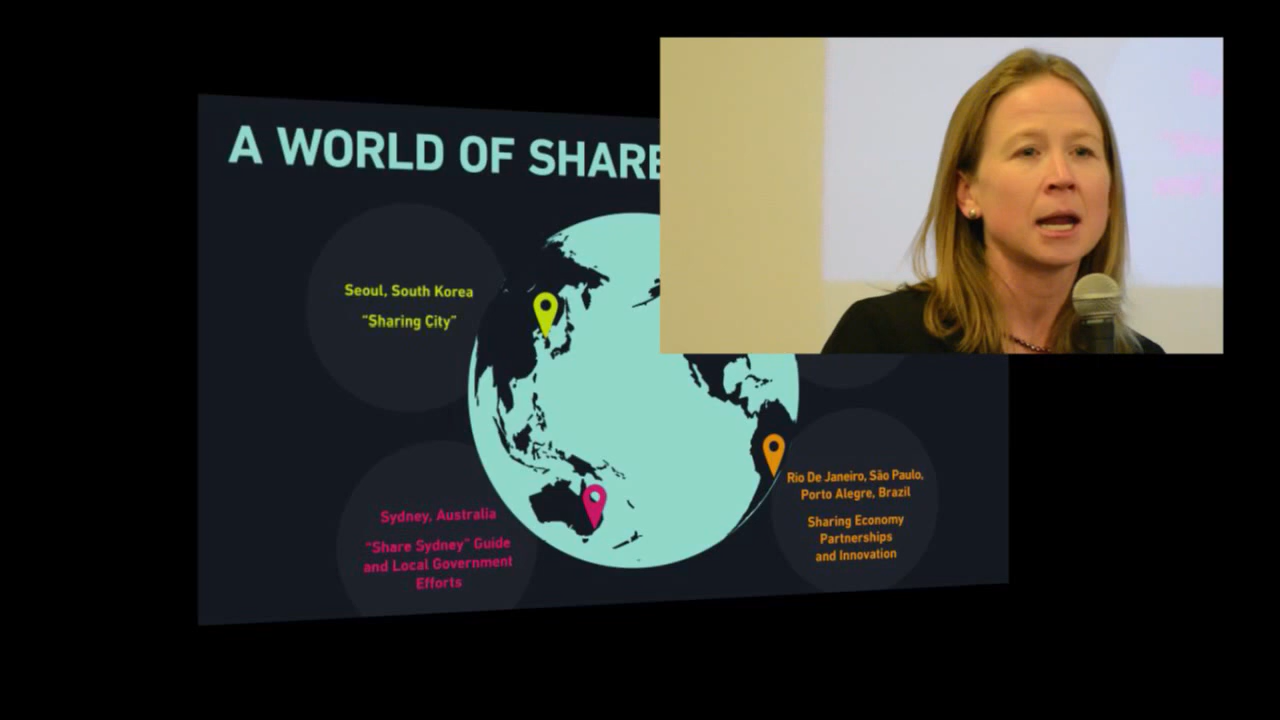 A WORLD OF SHARE
Seoul, South Korea
"Sharing City"
Sydney, Australia
"Share Sydney" Guide
and Local Government
Efforts
Rio De Janeiro, São Paulo,
Porto Alegre, Brazil
Sharing Economy
Partnerships
and Innovation